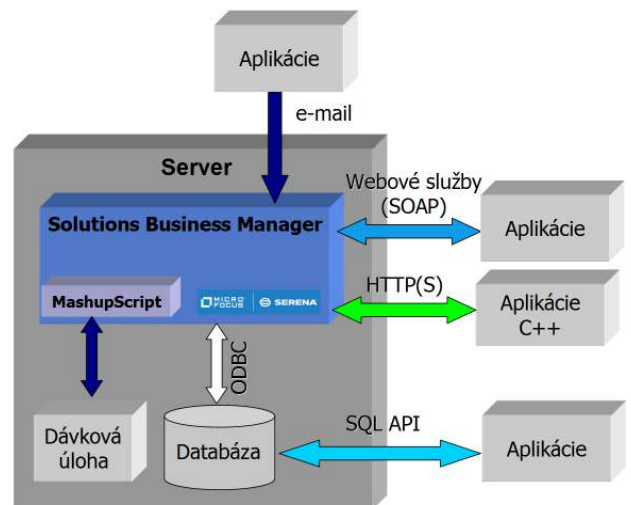 Aplikácie
e-mail
Server
Solutions Business Manager
MashupScript
MICRO
FOCUS
SERENA
Webové služby
(SOAP)
Aplikácie
HTTP(S)
Aplikácie
C++
ODBC
Dávková
úloha
Databáza
SQL API
Aplikácie